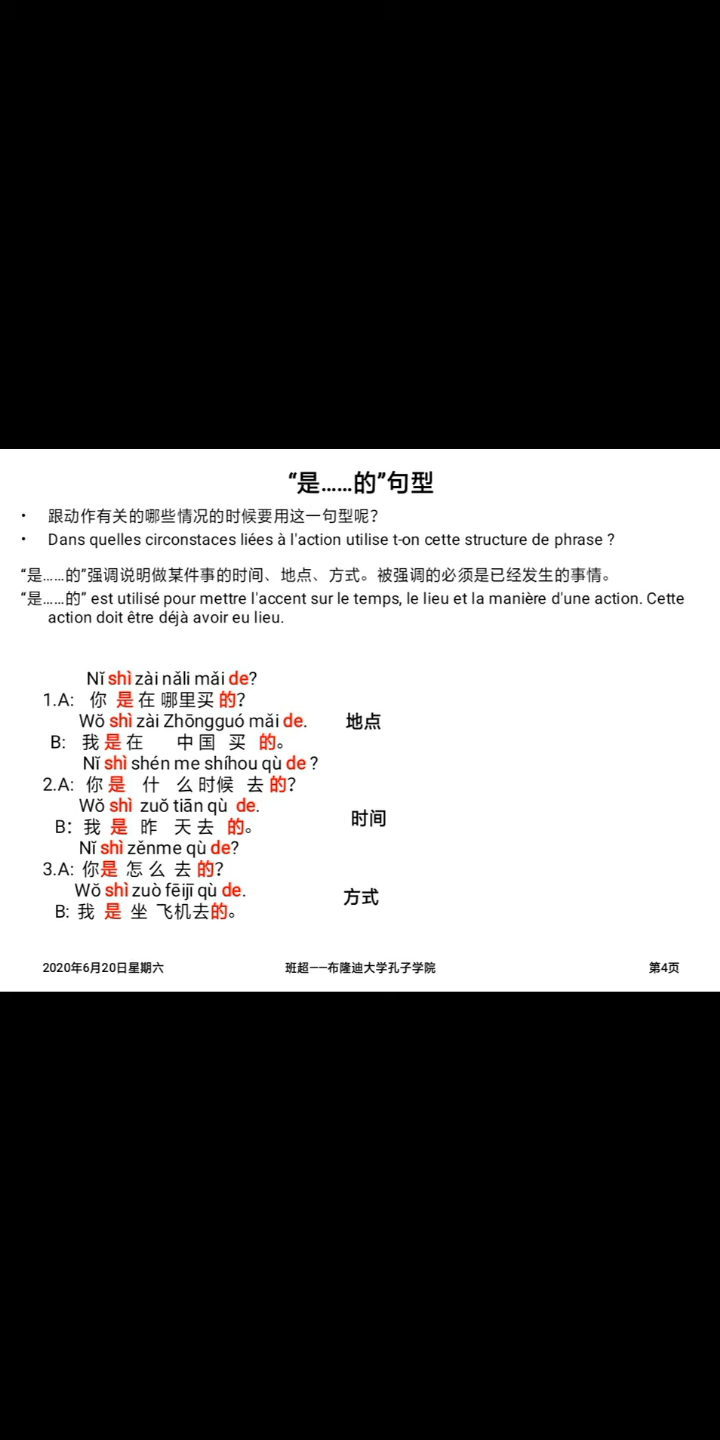 “是……的”句型
• 跟动作有关的哪些情况的时候要用这一句型呢？
• Dans quelles circonstaces liées à l'action utilise t-on cette structure de phrase ?
“是……的”强调说明做某件事的时间、地点、方式。被强调的必须是已经发生的事情。
“是……的” est utilisé pour mettre l'accent sur le temps, le lieu et la manière d'une action. Cette
action doit être déjà avoir eu lieu.
Nǐ shì zài nǎli mǎi de?
1.A: 你 是 在 哪里买 的？
Wǒ shì zài Zhōngguó mǎi de. 地点
B: 我 是 在 中 国 买 的。
Nǐ shì shén me shíhou qù de ?
2.A: 你 是 什 么 时候 去 的？
Wǒ shì zuǒ tiān qù de. 时间
B：我 是 昨 天 去 的。
Nǐ shì zěnme qù de?
3.A: 你是 怎 么 去 的？
Wǒ shì zuò fēijī qù de. 方式
B: 我 是 坐 飞机去的。
2020年6月20日星期六 班超——布隆迪大学孔子学院 第4页